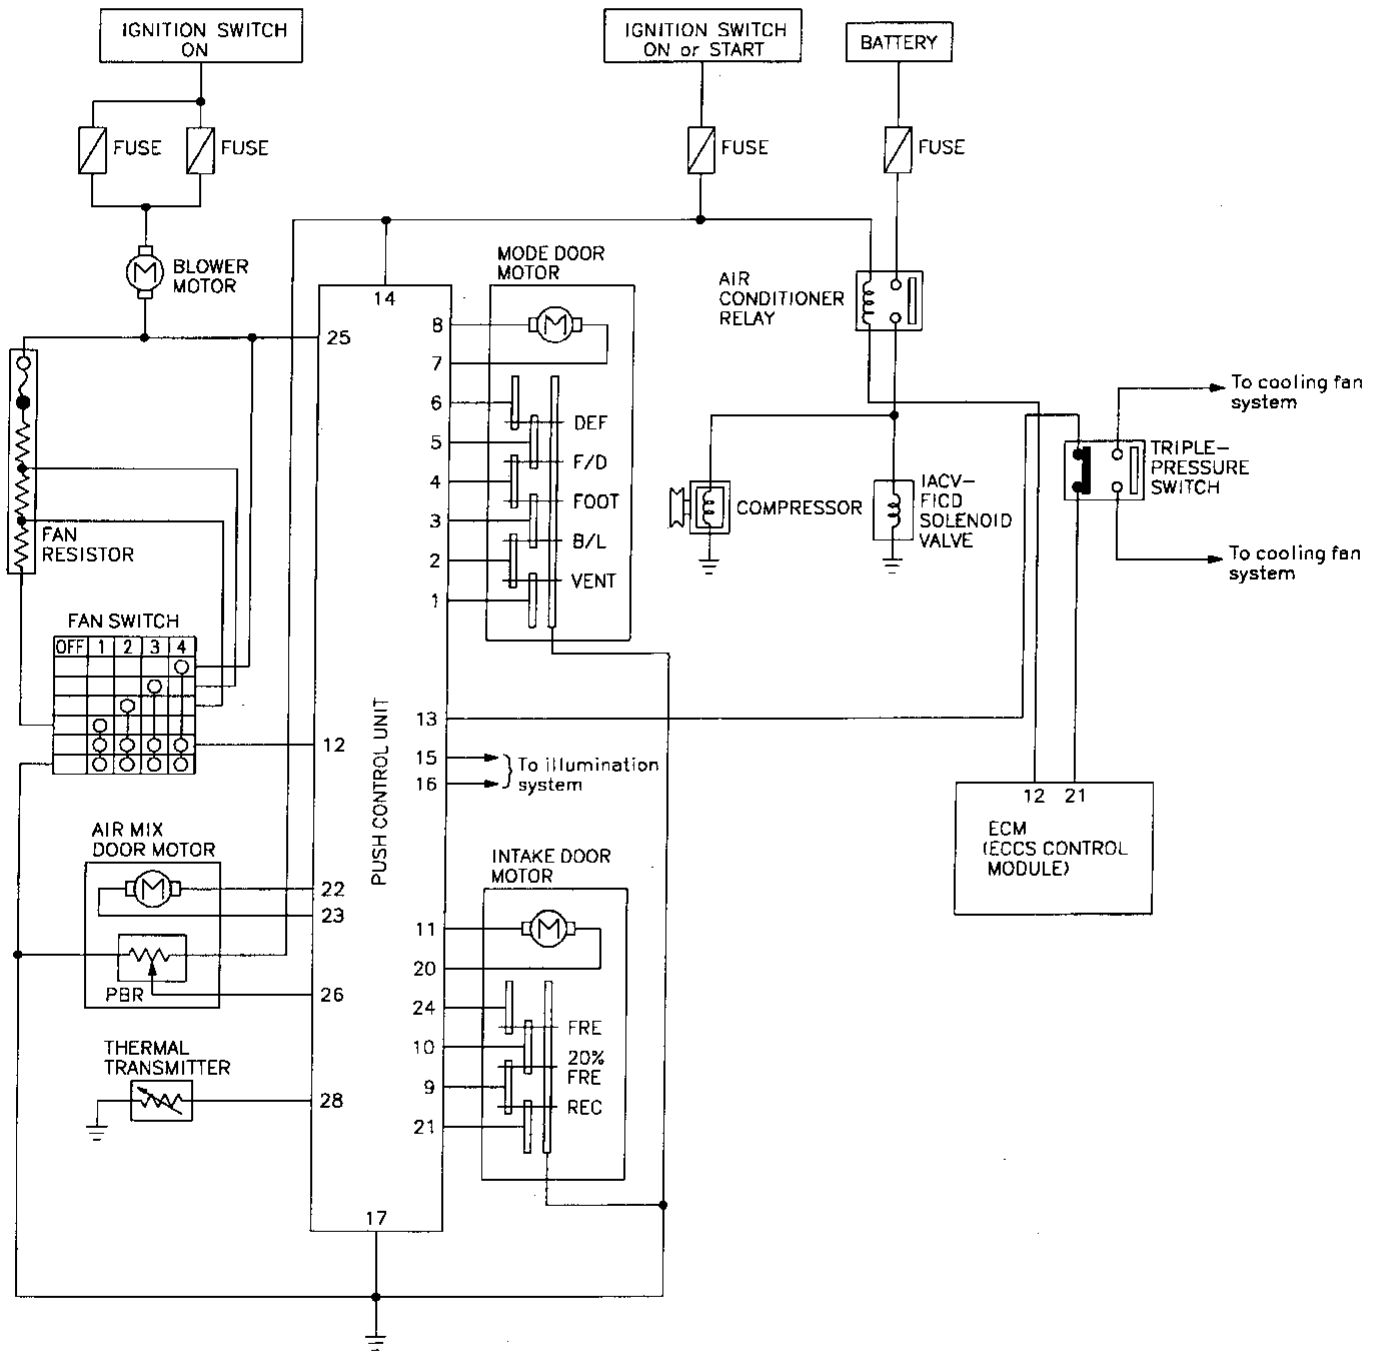 IGNITION SWITCH
ON
IGNITION SWITCH
ON or START
BATTERY
FUSE
FUSE
FUSE
FUSE
BLOWER
MOTOR
MODE DOOR
MOTOR
AIR
CONDITIONER
RELAY
14
25
8
M
7
6
DEF
5
F/D
4
FOOT
3
B/L
2
VENT
1
M
To cooling fan
system
TRIPLE-
PRESSURE
SWITCH
To cooling fan
system
COMPRESSOR
IACV-
FICD
SOLENOID
VALVE
FAN
RESISTOR
FAN SWITCH
OFF 1 2 3 4
12
13
15
16
To illumination
system
PUSH CONTROL UNIT
12 21
ECM
(ECCS CONTROL
MODULE)
AIR MIX
DOOR MOTOR
M
22
23
PBR
26
THERMAL
TRANSMITTER
28
INTAKE DOOR
MOTOR
11
M
20
24
FRE
10
20%
FRE
9
REC
21
17